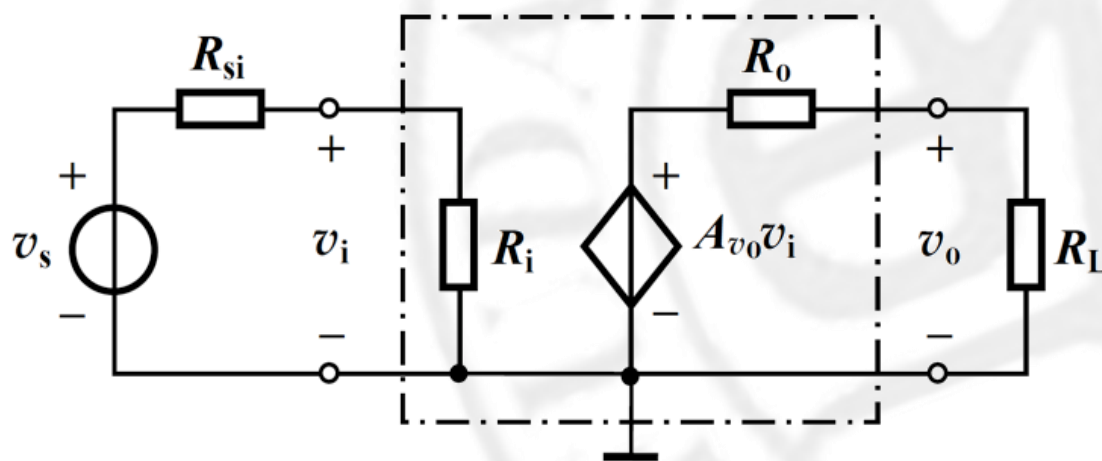 R_si
R_o
+ + + +
v_s v_i R_i A_vo v_i v_o R_L
− − − −